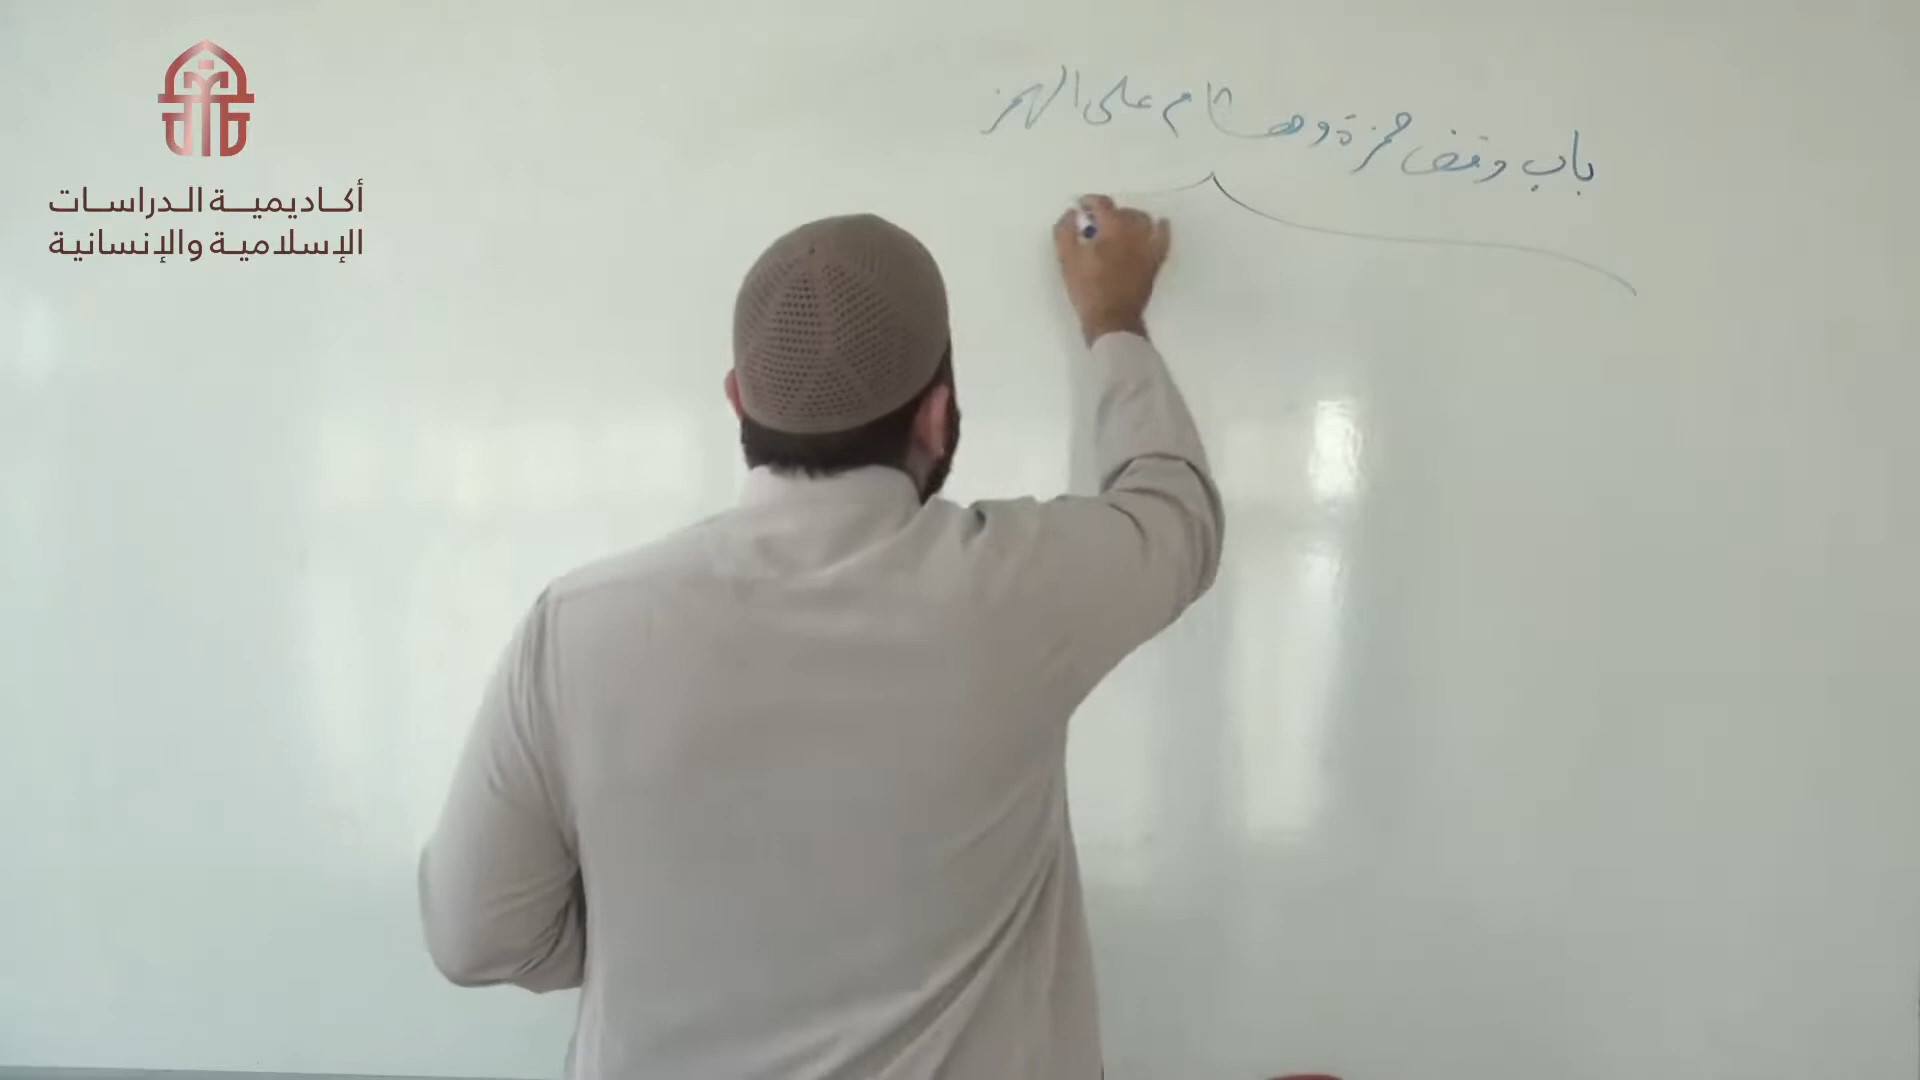 باب وقف حمزة وهشام على الهمز
أكاديمية الدراسات
الإسلامية والإنسانية